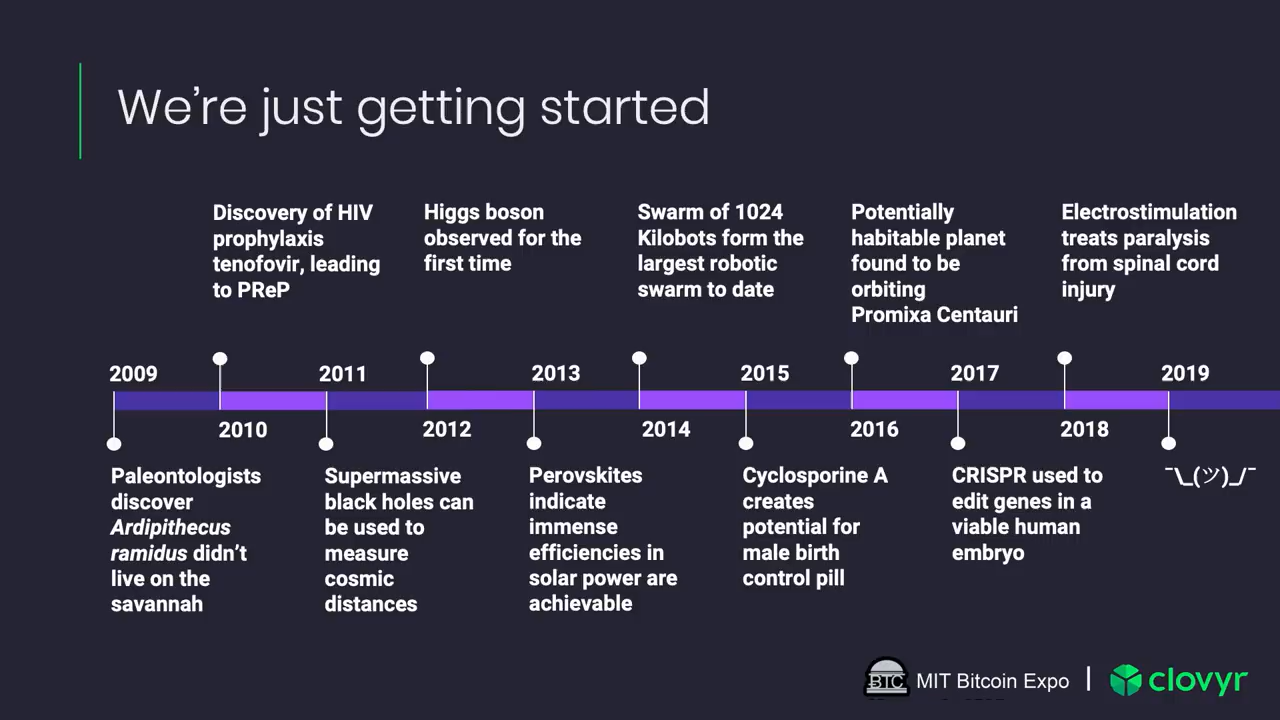 We're just getting started
Discovery of HIV
prophylaxis
tenofovir, leading
to PReP
Higgs boson
observed for the
first time
Swarm of 1024
Kilobots form the
largest robotic
swarm to date
Potentially
habitable planet
found to be
orbiting
Promixa Centauri
Electrostimulation
treats paralysis
from spinal cord
injury
2009
2011
2013
2015
2017
2019
2010
2012
2014
2016
2018
Paleontologists
discover
Ardipithecus
ramidus didn't
live on the
savannah
Supermassive
black holes can
be used to
measure
cosmic
distances
Perovskites
indicate
immense
efficiencies in
solar power are
achievable
Cyclosporine A
creates
potential for
male birth
control pill
CRISPR used to
edit genes in a
viable human
embryo
¯\_(ツ)_/¯
BTC MIT Bitcoin Expo | clovyr